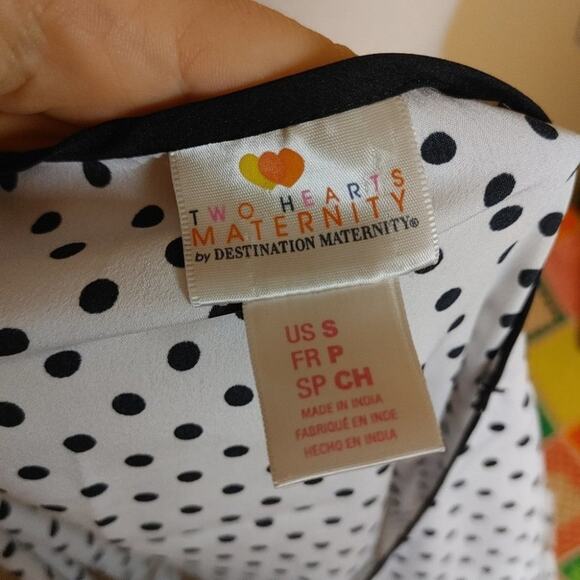 TWO HEARTS
MATERNITY
by DESTINATION MATERNITY®
US S
FR P
SP CH
MADE IN INDIA
FABRIQUÉ EN INDE
HECHO EN INDIA